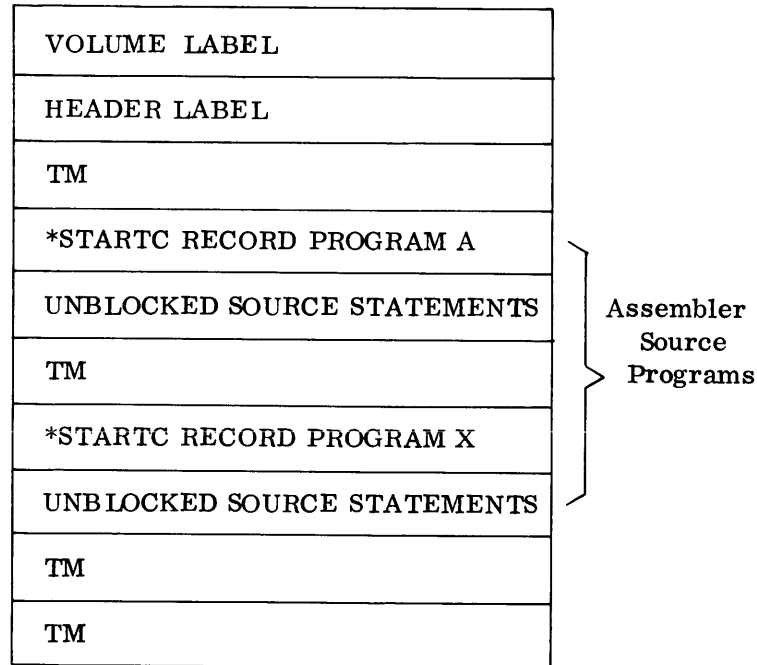 VOLUME LABEL
HEADER LABEL
TM
*STARTC RECORD PROGRAM A
UNBLOCKED SOURCE STATEMENTS
TM
*STARTC RECORD PROGRAM X
UNBLOCKED SOURCE STATEMENTS
TM
TM
Assembler
Source
Programs